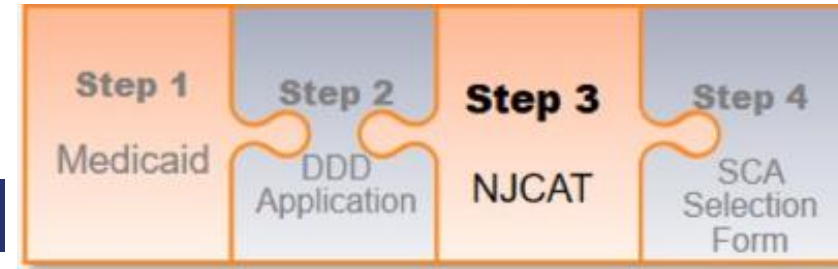 Step 1
Medicaid
Step 2
DDD
Application
Step 3
NJCAT
Step 4
SCA
Selection
Form